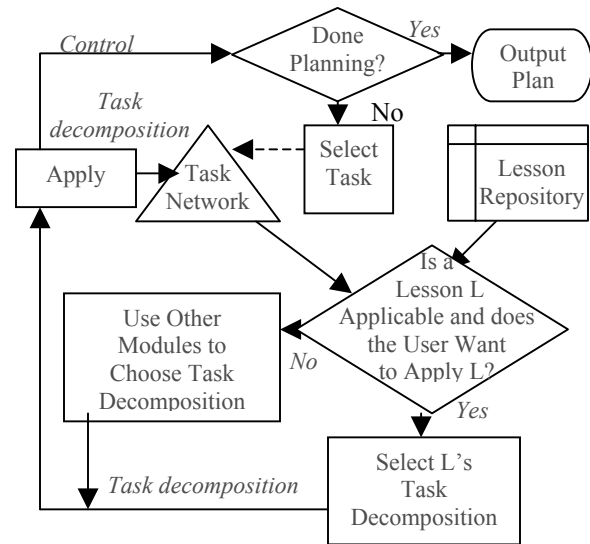 Control
Done
Planning?
Yes
Output
Plan
Task
decomposition
No
Apply
Task
Network
Select
Task
Lesson
Repository
Is a
Lesson L
Applicable and does
the User Want
to Apply L?
Use Other
Modules to
Choose Task
Decomposition
No
Yes
Select L's
Task
Decomposition
Task decomposition